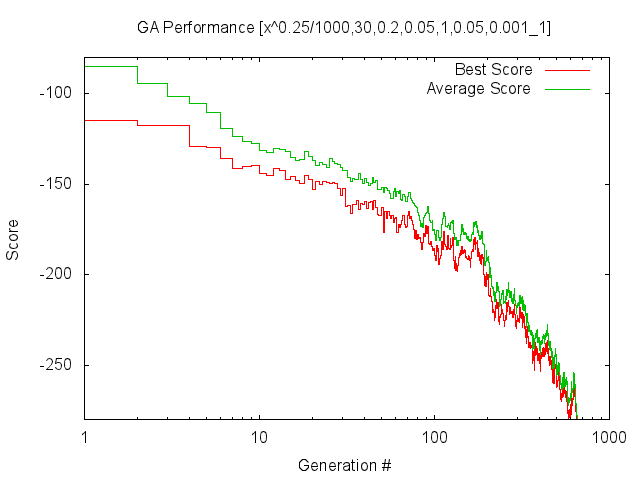 GA Performance [x^0.25/1000,30,0.2,0.05,1,0.05,0.001_1]
Best Score
Average Score
-100
-150
-200
-250
Score
1
10
100
1000
Generation #